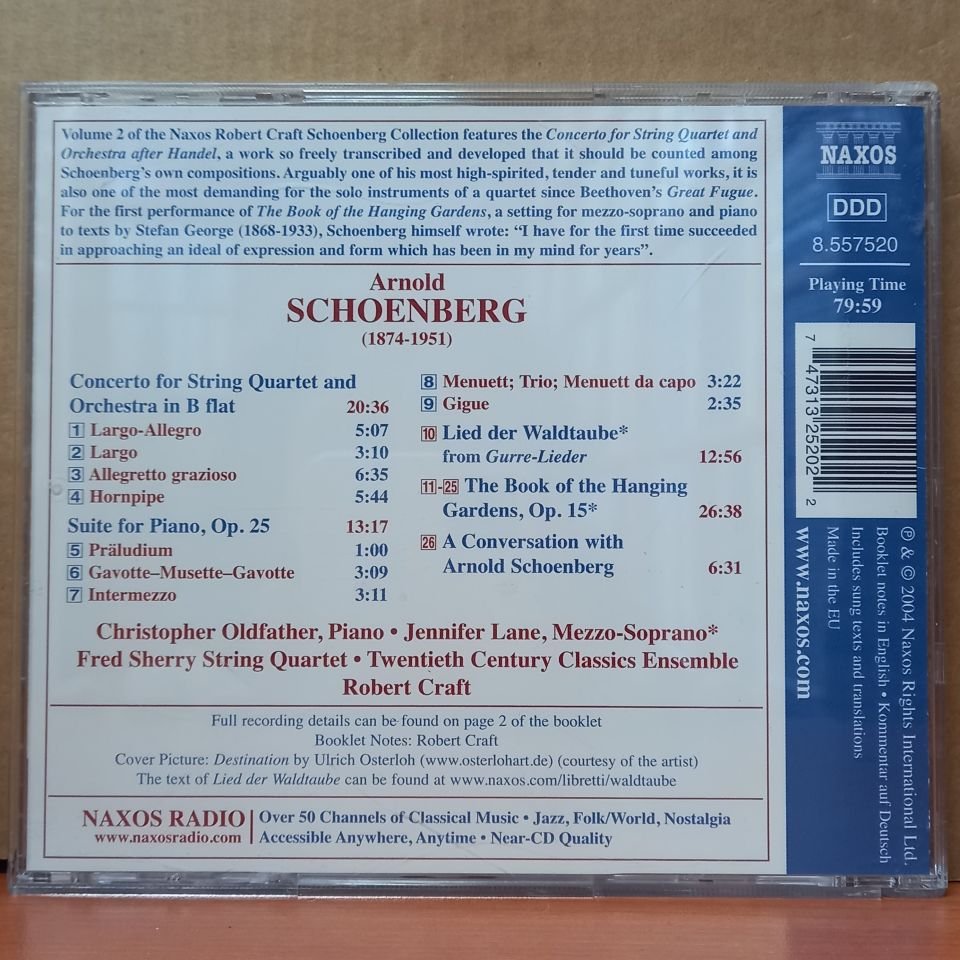 Volume 2 of the Naxos Robert Craft Schoenberg Collection features the Concerto for String Quartet and
Orchestra after Handel, a work so freely transcribed and developed that it should be counted among
Schoenberg's own compositions. Arguably one of his most high-spirited, tender and tuneful works, it is
also one of the most demanding for the solo instruments of a quartet since Beethoven's Great Fugue.
For the first performance of The Book of the Hanging Gardens, a setting for mezzo-soprano and piano
to texts by Stefan George (1868-1933), Schoenberg himself wrote: “I have for the first time succeeded
in approaching an ideal of expression and form which has been in my mind for years”.
Arnold
SCHOENBERG
(1874-1951)
Concerto for String Quartet and
Orchestra in B flat 20:36
1 Largo-Allegro 5:07
2 Largo 3:10
3 Allegretto grazioso 6:35
4 Hornpipe 5:44
Suite for Piano, Op. 25 13:17
5 Präludium 1:00
6 Gavotte–Musette–Gavotte 3:09
7 Intermezzo 3:11
8 Menuett; Trio; Menuett da capo 3:22
9 Gigue 2:35
10 Lied der Waldtaube*
from Gurre-Lieder 12:56
11-25 The Book of the Hanging
Gardens, Op. 15* 26:38
26 A Conversation with
Arnold Schoenberg 6:31
Christopher Oldfather, Piano • Jennifer Lane, Mezzo-Soprano*
Fred Sherry String Quartet • Twentieth Century Classics Ensemble
Robert Craft
Full recording details can be found on page 2 of the booklet
Booklet Notes: Robert Craft
Cover Picture: Destination by Ulrich Osterloh (www.osterlohart.de) (courtesy of the artist)
The text of Lied der Waldtaube can be found at www.naxos.com/libretti/waldtaube
NAXOS RADIO
www.naxosradio.com
Over 50 Channels of Classical Music • Jazz, Folk/World, Nostalgia
Accessible Anywhere, Anytime • Near-CD Quality
NAXOS
DDD
8.557520
Playing Time
79:59
7 47313 25202 2
℗ & © 2004 Naxos Rights International Ltd.
Booklet notes in English • Kommentar auf Deutsch
Includes sung texts and translations
Made in the EU
www.naxos.com